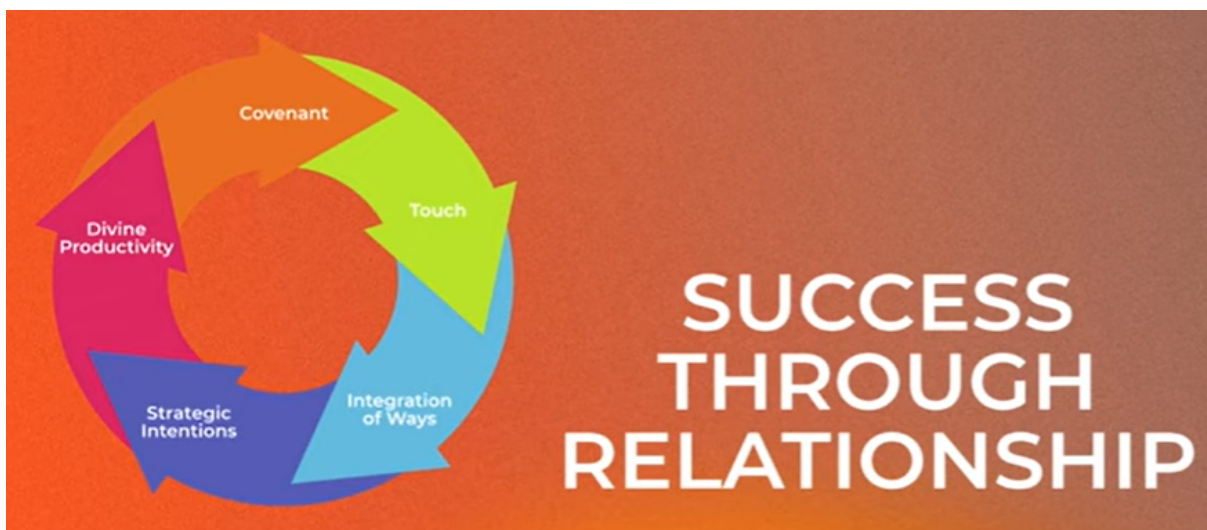 Covenant
Touch
Integration
of Ways
Strategic
Intentions
Divine
Productivity
SUCCESS
THROUGH
RELATIONSHIP